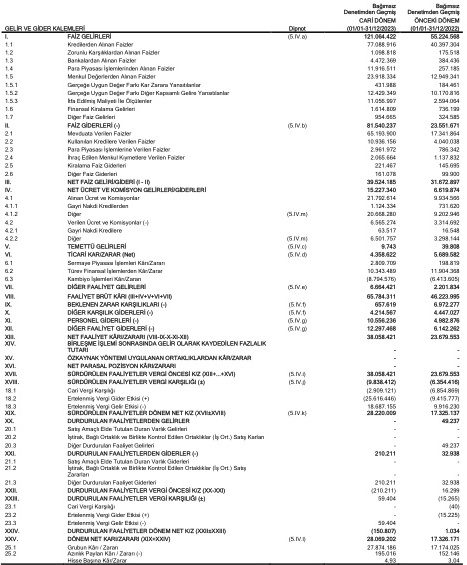 Bağımsız Bağımsız
Denetimden Geçmiş Denetimden Geçmiş
CARİ DÖNEM ÖNCEKİ DÖNEM
GELİR VE GİDER KALEMLERİ Dipnot (01/01-31/12/2023) (01/01-31/12/2022)
I. FAİZ GELİRLERİ (5.IV.a) 121.064.422 55.224.568
1.1 Kredilerden Alınan Faizler 77.088.916 40.397.304
1.2 Zorunlu Karşılıklardan Alınan Faizler 1.098.818 175.518
1.3 Bankalardan Alınan Faizler 4.472.369 384.436
1.4 Para Piyasası İşlemlerinden Alınan Faizler 11.916.511 257.185
1.5 Menkul Değerlerden Alınan Faizler 23.918.334 12.949.341
1.5.1 Gerçeğe Uygun Değer Farkı Kar Zarara Yansıtılanlar 431.988 184.461
1.5.2 Gerçeğe Uygun Değer Farkı Diğer Kapsamlı Gelire Yansıtılanlar 12.429.349 10.170.816
1.5.3 İtfa Edilmiş Maliyeti İle Ölçülenler 11.056.997 2.594.064
1.6 Finansal Kiralama Gelirleri 1.614.809 736.199
1.7 Diğer Faiz Gelirleri 954.665 324.585
II. FAİZ GİDERLERİ (-) (5.IV.b) 81.540.237 23.551.671
2.1 Mevduata Verilen Faizler 65.193.900 17.341.864
2.2 Kullanılan Kredilere Verilen Faizler 10.936.156 4.040.038
2.3 Para Piyasası İşlemlerine Verilen Faizler 2.961.972 786.342
2.4 İhraç Edilen Menkul Kıymetlere Verilen Faizler 2.065.664 1.137.832
2.5 Kiralama Faiz Giderleri 221.467 145.695
2.6 Diğer Faiz Giderleri 161.078 99.900
III. NET FAİZ GELİRİ/GİDERİ (I - II) 39.524.185 31.672.897
IV. NET ÜCRET VE KOMİSYON GELİRLERİ/GİDERLERİ 15.227.340 6.619.874
4.1 Alınan Ücret ve Komisyonlar 21.792.614 9.934.566
4.1.1 Gayri Nakdi Kredilerden 1.124.334 731.620
4.1.2 Diğer (5.IV.m) 20.668.280 9.202.946
4.2 Verilen Ücret ve Komisyonlar (-) 6.565.274 3.314.692
4.2.1 Gayri Nakdi Kredilere 63.517 16.548
4.2.2 Diğer (5.IV.m) 6.501.757 3.298.144
V. TEMETTÜ GELİRLERİ (5.IV.c) 9.743 39.808
VI. TİCARİ KAR/ZARAR (Net) (5.IV.d) 4.358.622 5.689.582
6.1 Sermaye Piyasası İşlemleri Kârı/Zararı 2.809.709 198.819
6.2 Türev Finansal İşlemlerden Kâr/Zarar 10.343.489 11.904.368
6.3 Kambiyo İşlemleri Kârı/Zararı (8.794.576) (6.413.605)
VII. DİĞER FAALİYET GELİRLERİ (5.IV.e) 6.664.421 2.201.834
VIII. FAALİYET BRÜT KÂRI (III+IV+V+VI+VII) 65.784.311 46.223.995
IX. BEKLENEN ZARAR KARŞILIKLARI (-) (5.IV.f) 657.619 6.972.277
X. DİĞER KARŞILIK GİDERLERİ (-) (5.IV.f) 4.214.567 4.447.027
XI. PERSONEL GİDERLERİ (-) (5.IV.g) 10.556.236 4.982.876
XII. DİĞER FAALİYET GİDERLERİ (-) (5.IV.g) 12.297.468 6.142.262
XIII. NET FAALİYET KÂRI/ZARARI (VIII-IX-X-XI-XII) 38.058.421 23.679.553
XIV. BİRLEŞME İŞLEMİ SONRASINDA GELİR OLARAK KAYDEDİLEN FAZLALIK
TUTARI - -
XV. ÖZKAYNAK YÖNTEMİ UYGULANAN ORTAKLIKLARDAN KÂR/ZARAR - -
XVI. NET PARASAL POZİSYON KÂRI/ZARARI - -
XVII. SÜRDÜRÜLEN FAALİYETLER VERGİ ÖNCESİ K/Z (XIII+...+XVI) (5.IV.i) 38.058.421 23.679.553
XVIII. SÜRDÜRÜLEN FAALİYETLER VERGİ KARŞILIĞI (±) (5.IV.j) (9.838.412) (6.354.416)
18.1 Cari Vergi Karşılığı (2.909.121) (6.854.869)
18.2 Ertelenmiş Vergi Gider Etkisi (+) (25.616.446) (9.415.777)
18.3 Ertelenmiş Vergi Gelir Etkisi (-) 18.687.155 9.916.230
XIX. SÜRDÜRÜLEN FAALİYETLER DÖNEM NET K/Z (XVII±XVIII) (5.IV.k) 28.220.009 17.325.137
XX. DURDURULAN FAALİYETLERDEN GELİRLER - 49.237
20.1 Satış Amaçlı Elde Tutulan Duran Varlık Gelirleri - -
20.2 İştirak, Bağlı Ortaklık ve Birlikte Kontrol Edilen Ortaklıklar (İş Ort.) Satış Karları - -
20.3 Diğer Durdurulan Faaliyet Gelirleri - 49.237
XXI. DURDURULAN FAALİYETLERDEN GİDERLER (-) 210.211 32.938
21.1 Satış Amaçlı Elde Tutulan Duran Varlık Giderleri - -
21.2 İştirak, Bağlı Ortaklık ve Birlikte Kontrol Edilen Ortaklıklar (İş Ort.) Satış
Zararları - -
21.3 Diğer Durdurulan Faaliyet Giderleri 210.211 32.938
XXII. DURDURULAN FAALİYETLER VERGİ ÖNCESİ K/Z (XX-XXI) (210.211) 16.299
XXIII. DURDURULAN FAALİYETLER VERGİ KARŞILIĞI (±) 59.404 (15.265)
23.1 Cari Vergi Karşılığı - (40)
23.2 Ertelenmiş Vergi Gider Etkisi (+) - (15.225)
23.3 Ertelenmiş Vergi Gelir Etkisi (-) 59.404 -
XXIV. DURDURULAN FAALİYETLER DÖNEM NET K/Z (XXII±XXIII) (150.807) 1.034
XXV. DÖNEM NET KARI/ZARARI (XIX+XXIV) (5.IV.l) 28.069.202 17.326.171
25.1 Grubun Kârı / Zararı 27.874.186 17.174.025
25.2 Azınlık Payları Kârı / Zararı (-) 195.016 152.146
Hisse Başına Kâr/Zarar 4,93 3,04